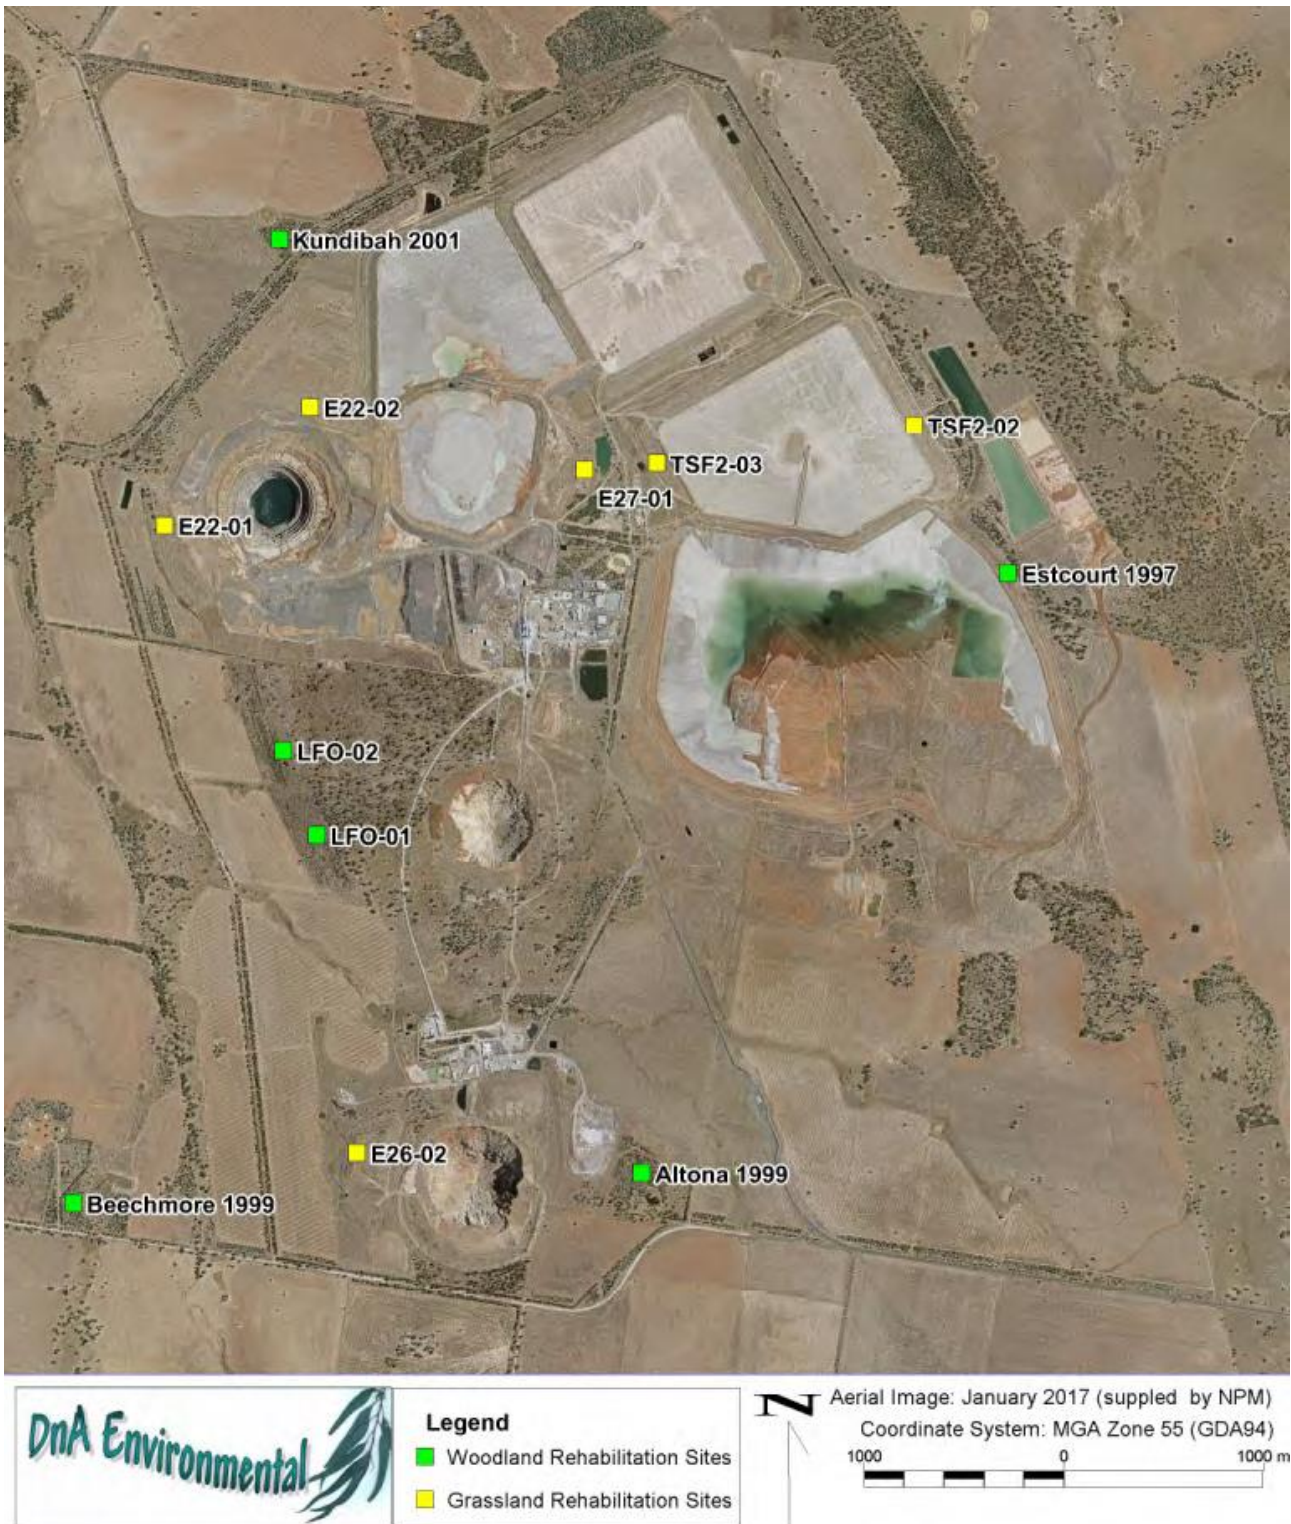 Kundibah 2001
E22-02
TSF2-02
TSF2-03
E27-01
E22-01
Estcourt 1997
LFO-02
LFO-01
E26-02
Altona 1999
Beechmore 1999
DnA Environmental
Legend
Woodland Rehabilitation Sites
Grassland Rehabilitation Sites
N
Aerial Image: January 2017 (suppled by NPM)
Coordinate System: MGA Zone 55 (GDA94)
1000 0 1000 m